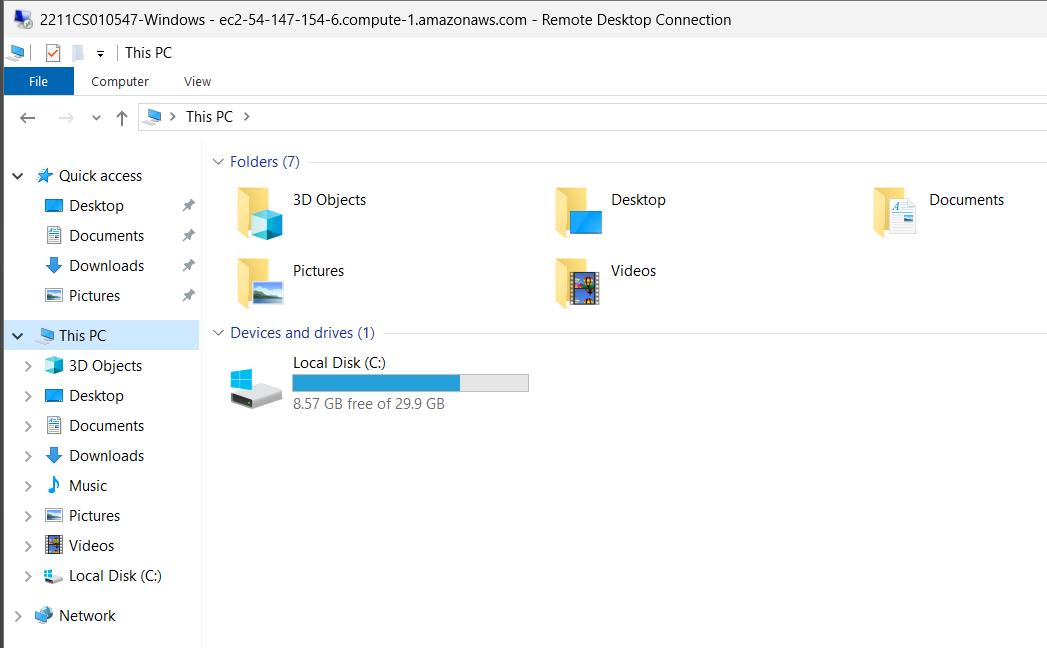 2211CS010547-Windows - ec2-54-147-154-6.compute-1.amazonaws.com - Remote Desktop Connection
This PC
File Computer View
This PC
Quick access
Desktop
Documents
Downloads
Pictures
This PC
3D Objects
Desktop
Documents
Downloads
Music
Pictures
Videos
Local Disk (C:)
Network
Folders (7)
3D Objects Desktop Documents
Pictures Videos
Devices and drives (1)
Local Disk (C:)
8.57 GB free of 29.9 GB